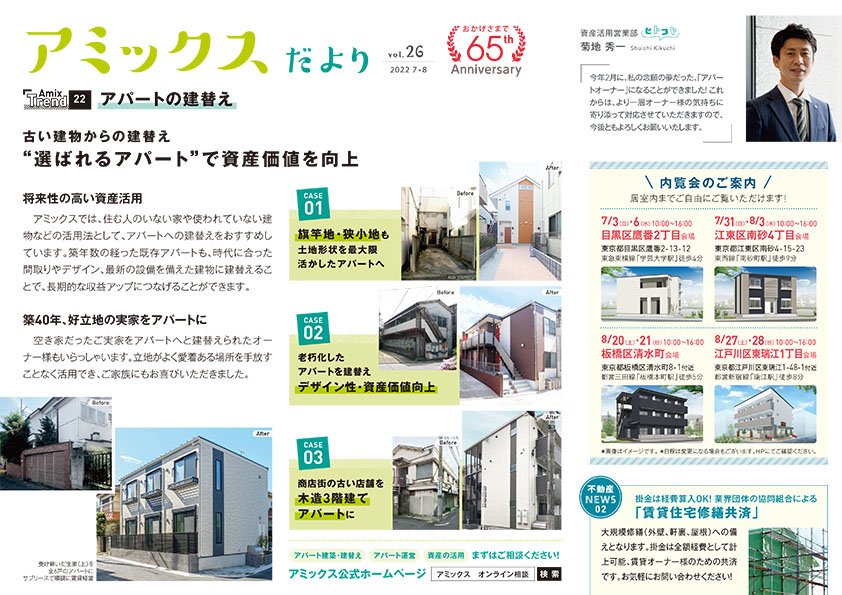 アミックスだより
vol.26
2022 7・8
おかげさまで
65th
Anniversary
資産活用営業部 ヒトコト
菊地 秀一 Shuichi Kikuchi
今年2月に、私の念願の夢だった、「アパー
トオーナー」になることができました！これ
からは、より一層オーナー様の気持ちに
寄り添って対応させていただきますので、
今後ともよろしくお願いいたします。
Amix Trend 22 アパートの建替え
古い建物からの建替え
“選ばれるアパート”で資産価値を向上
将来性の高い資産活用
アミックスでは、住む人のいない家や使われていない建
物などの活用法として、アパートへの建替えをおすすめし
ています。築年数の経った既存アパートも、時代に合った
間取りやデザイン、最新の設備を備えた建物に建替えるこ
とで、長期的な収益アップにつなげることができます。
築40年、好立地の実家をアパートに
空き家だったご実家をアパートへと建替えられたオー
ナー様もいらっしゃいます。立地がよく愛着ある場所を手放す
ことなく活用でき、ご家族にもお喜びいただきました。
Before
After
受け継いだ生家(上)を
全6戸のアパートに
サブリースで順調に賃貸経営
CASE
01
旗竿地・狭小地も
土地形状を最大限
活かしたアパートへ
Before
After
CASE
02
老朽化した
アパートを建替え
デザイン性・資産価値向上
Before
After
CASE
03
商店街の古い店舗を
木造3階建て
アパートに
Before
After
アパート建築・建替え アパート運営 資産の活用 まずはご相談ください！
アミックス公式ホームページ アミックス オンライン相談 検索
内覧会のご案内
居室内までご自由にご覧いただけます！
7/3(日)・6(水)10:00〜16:00
目黒区鷹番2丁目会場
東京都目黒区鷹番2-13-12
東急東横線「学芸大学駅」徒歩4分
7/31(日)・8/3(水)10:00〜16:00
江東区南砂4丁目会場
東京都江東区南砂4-15-23
東西線「南砂町駅」徒歩9分
8/20(土)・21(日)10:00〜16:00
板橋区清水町会場
東京都板橋区清水町8-1付近
都営三田線「板橋本町駅」徒歩5分
8/27(土)・28(日)10:00〜16:00
江戸川区東瑞江1丁目会場
東京都江戸川区東瑞江1-48-1付近
都営新宿線「瑞江駅」徒歩8分
*画像はイメージです。 *日程は変更になる場合もございます。HPにてご確認ください。
不動産
NEWS
02
掛金は経費算入OK！業界団体の協同組合による
「賃貸住宅修繕共済」
大規模修繕(外壁、軒裏、屋根)への備
えとなります。掛金は全額経費として計
上可能、賃貸オーナー様のための共済
です。お気軽にお問い合わせください！